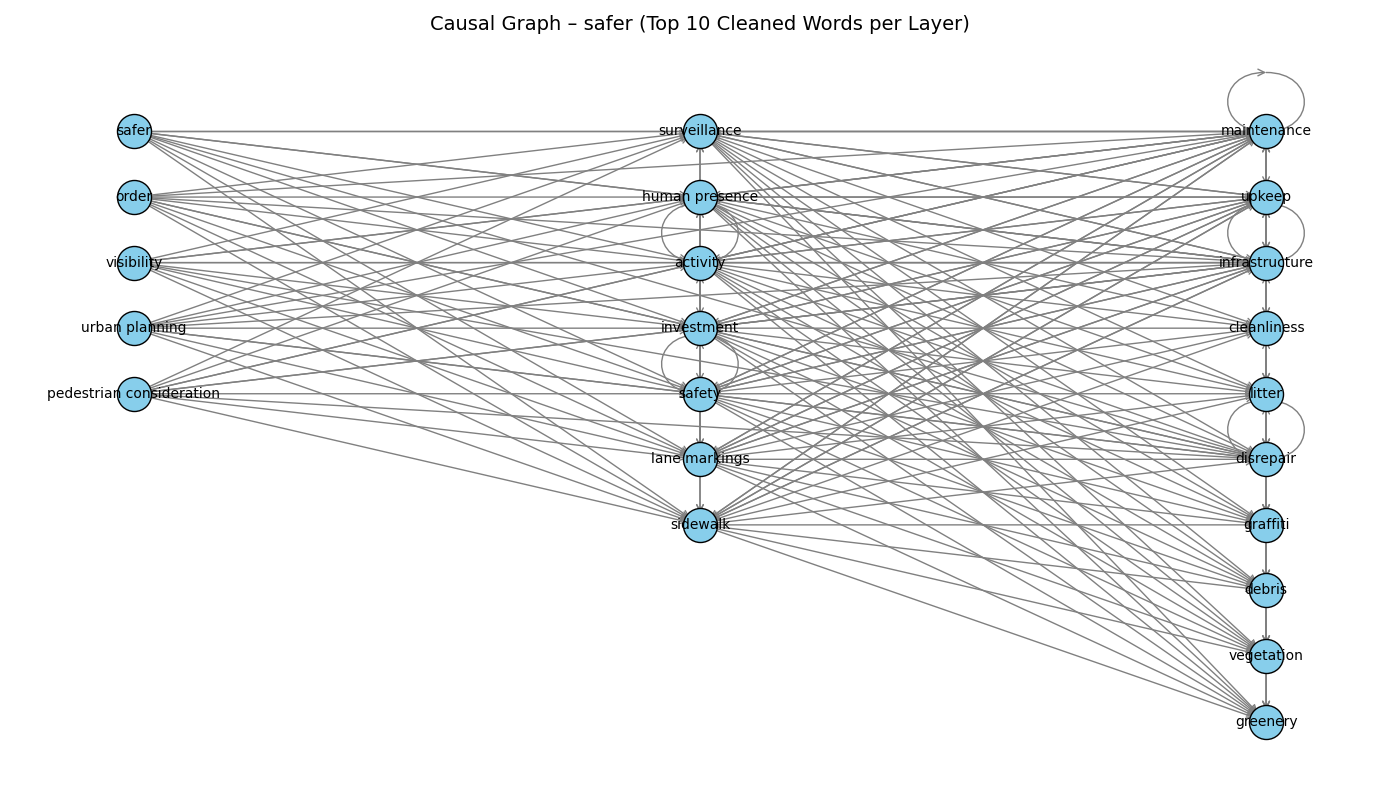 Causal Graph – safer (Top 10 Cleaned Words per Layer)
safer
order
visibility
urban planning
pedestrian consideration
surveillance
human presence
activity
investment
safety
lane markings
sidewalk
maintenance
upkeep
infrastructure
cleanliness
litter
disrepair
graffiti
debris
vegetation
greenery